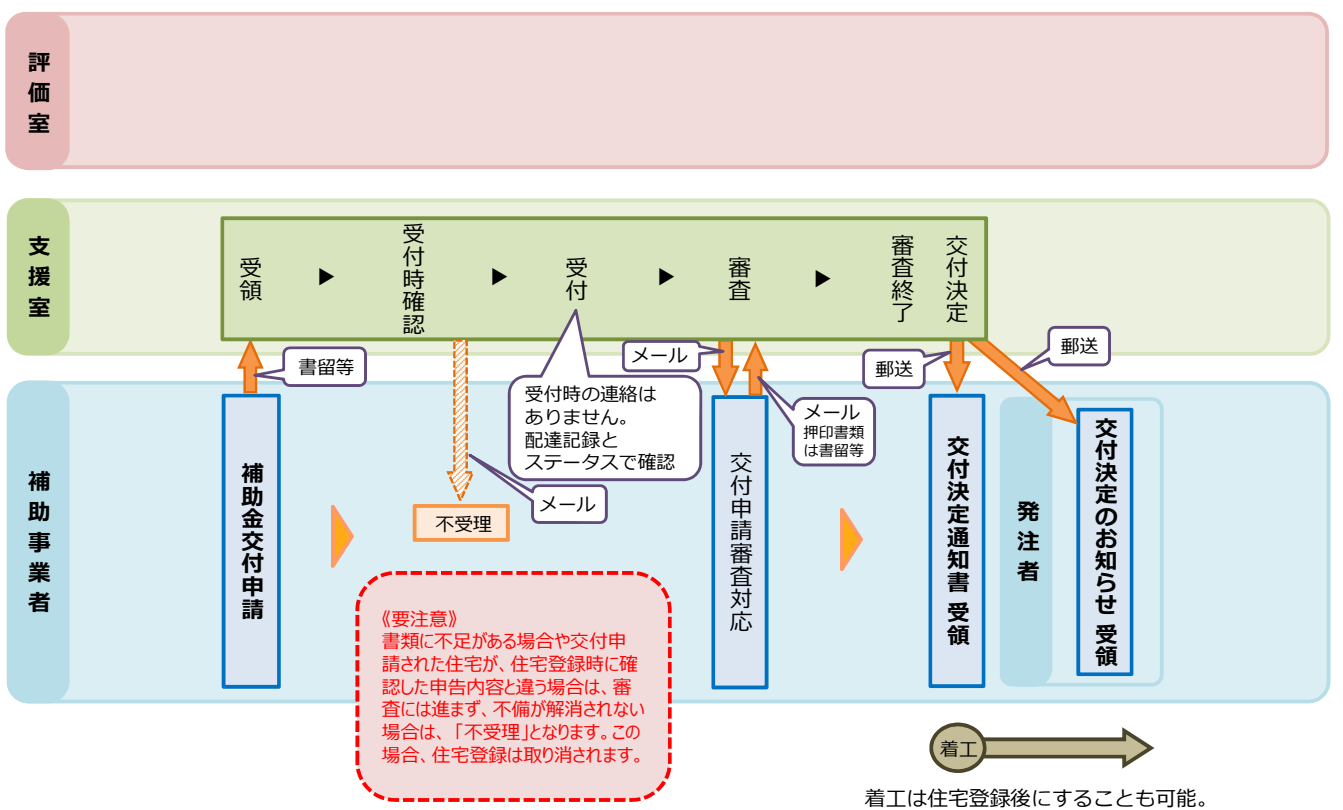 評価室
支援室
受領
▶
受付時確認
▶
受付
▶
審査
▶
審査終了
交付決定
書留等
メール
郵送
郵送
受付時の連絡は
ありません。
配達記録と
ステータスで確認
メール
押印書類
は書留等
メール
補助事業者
補助金交付申請
不受理
交付申請審査対応
交付決定通知書 受領
発注者
交付決定のお知らせ 受領
《要注意》
書類に不足がある場合や交付申
請された住宅が、住宅登録時に確
認した申告内容と違う場合は、審
査には進まず、不備が解消されない
場合は、「不受理」となります。この
場合、住宅登録は取り消されます。
着工
着工は住宅登録後にすることも可能。